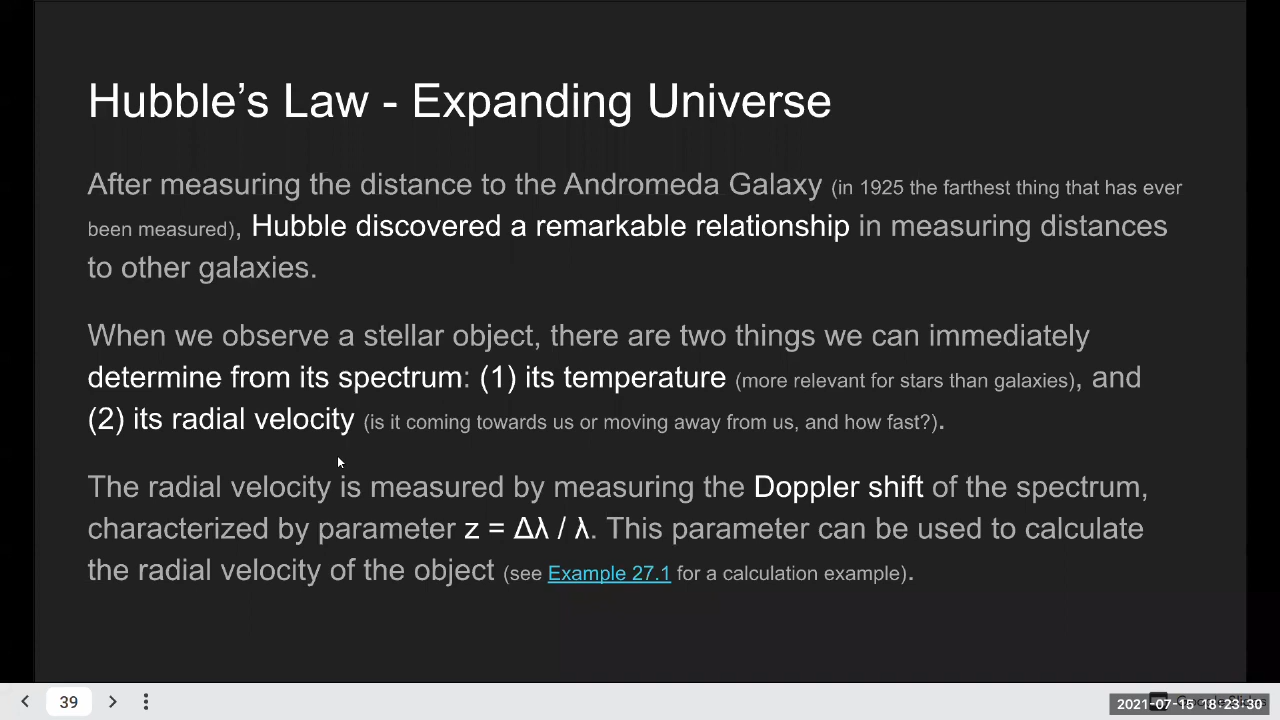 Hubble’s Law - Expanding Universe
After measuring the distance to the Andromeda Galaxy (in 1925 the farthest thing that has ever
been measured), Hubble discovered a remarkable relationship in measuring distances
to other galaxies.
When we observe a stellar object, there are two things we can immediately
determine from its spectrum: (1) its temperature (more relevant for stars than galaxies), and
(2) its radial velocity (is it coming towards us or moving away from us, and how fast?).
The radial velocity is measured by measuring the Doppler shift of the spectrum,
characterized by parameter z = Δλ / λ. This parameter can be used to calculate
the radial velocity of the object (see Example 27.1 for a calculation example).
39
2021-07-15 18:23:30